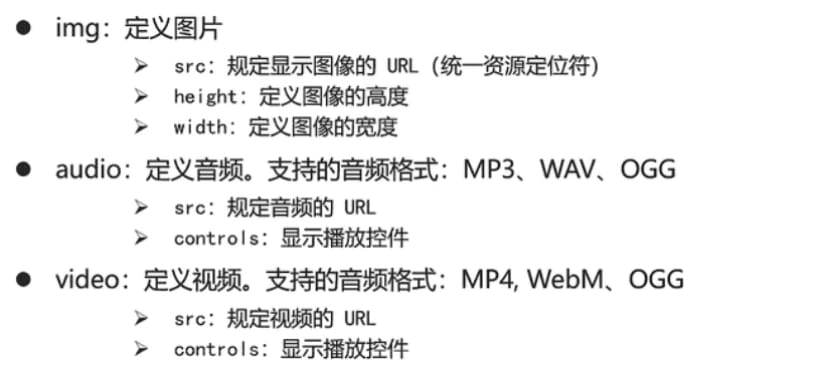 ● img：定义图片
➢ src：规定显示图像的 URL（统一资源定位符）
➢ height：定义图像的高度
➢ width：定义图像的宽度
● audio：定义音频。支持的音频格式：MP3、WAV、OGG
➢ src：规定音频的 URL
➢ controls：显示播放控件
● video：定义视频。支持的音频格式：MP4, WebM、OGG
➢ src：规定视频的 URL
➢ controls：显示播放控件